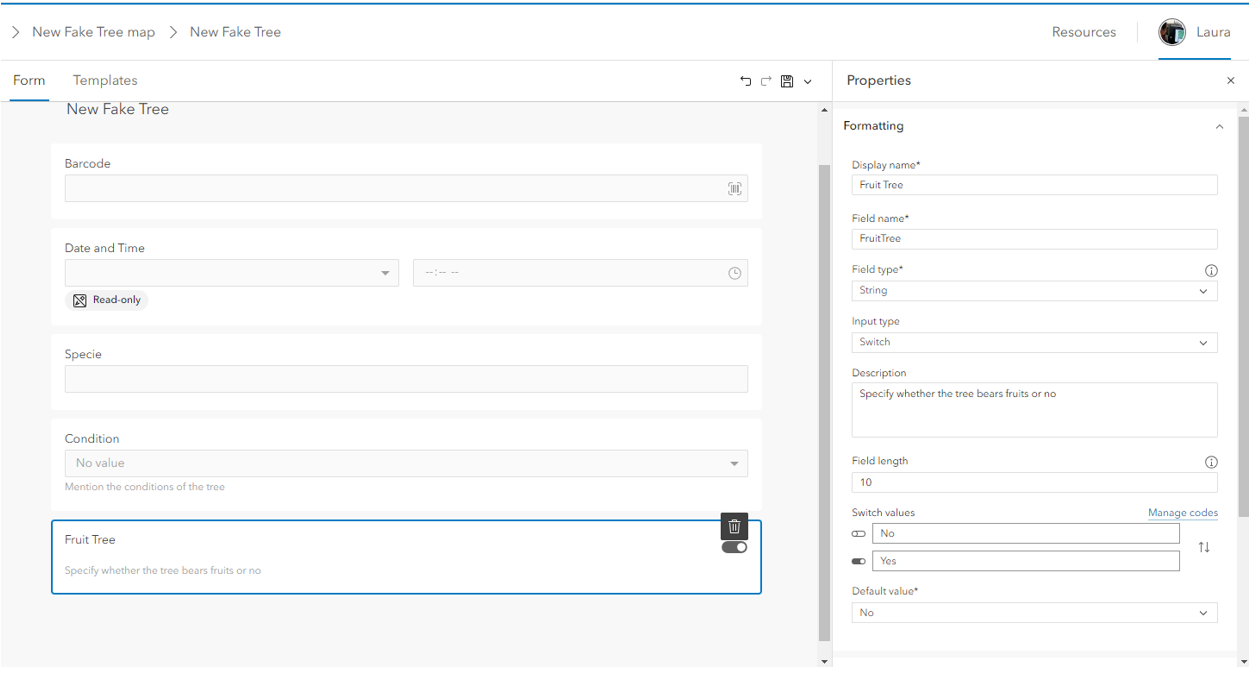 New Fake Tree map
New Fake Tree
Resources
Laura
Form
Templates
New Fake Tree
Barcode
Date and Time
--:-- --
Read-only
Specie
Condition
No value
Mention the conditions of the tree
Fruit Tree
Specify whether the tree bears fruits or no
Properties
Formatting
Display name*
Fruit Tree
Field name*
FruitTree
Field type*
String
Input type
Switch
Description
Specify whether the tree bears fruits or no
Field length
10
Switch values
Manage codes
No
Yes
Default value*
No